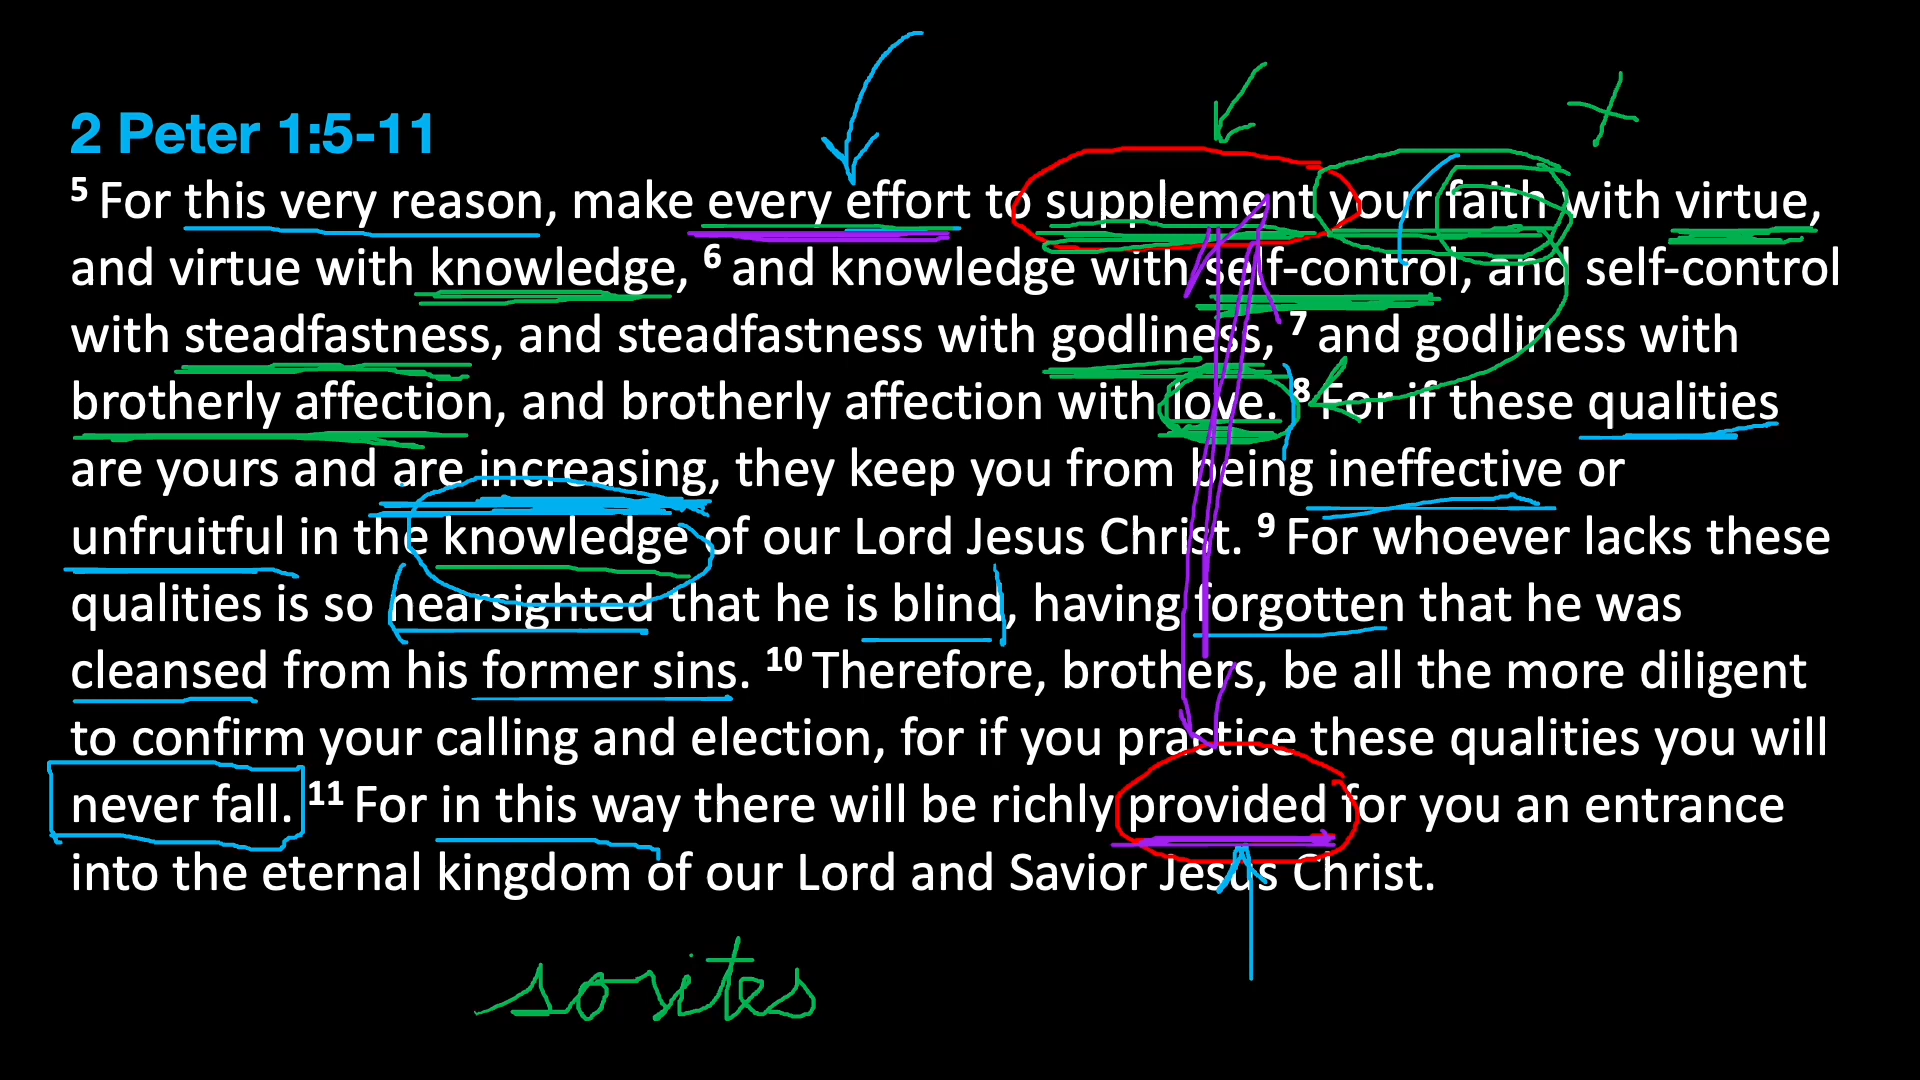 2 Peter 1:5-11
5 For this very reason, make every effort to supplement your faith with virtue,
and virtue with knowledge, 6 and knowledge with self-control, and self-control
with steadfastness, and steadfastness with godliness, 7 and godliness with
brotherly affection, and brotherly affection with love. 8 For if these qualities
are yours and are increasing, they keep you from being ineffective or
unfruitful in the knowledge of our Lord Jesus Christ. 9 For whoever lacks these
qualities is so nearsighted that he is blind, having forgotten that he was
cleansed from his former sins. 10 Therefore, brothers, be all the more diligent
to confirm your calling and election, for if you practice these qualities you will
never fall. 11 For in this way there will be richly provided for you an entrance
into the eternal kingdom of our Lord and Savior Jesus Christ.
sorites